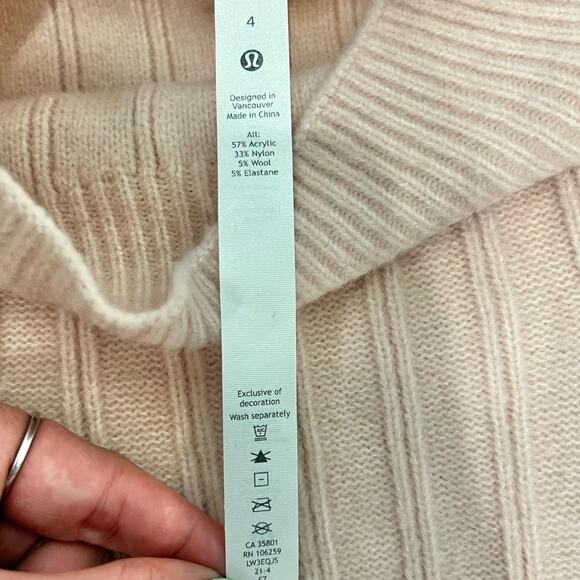 4
Designed in
Vancouver
Made in China
All:
57% Acrylic
33% Nylon
5% Wool
5% Elastane
Exclusive of
decoration
Wash separately
CA 35801
RN 106259
LW3EQJS
21-4